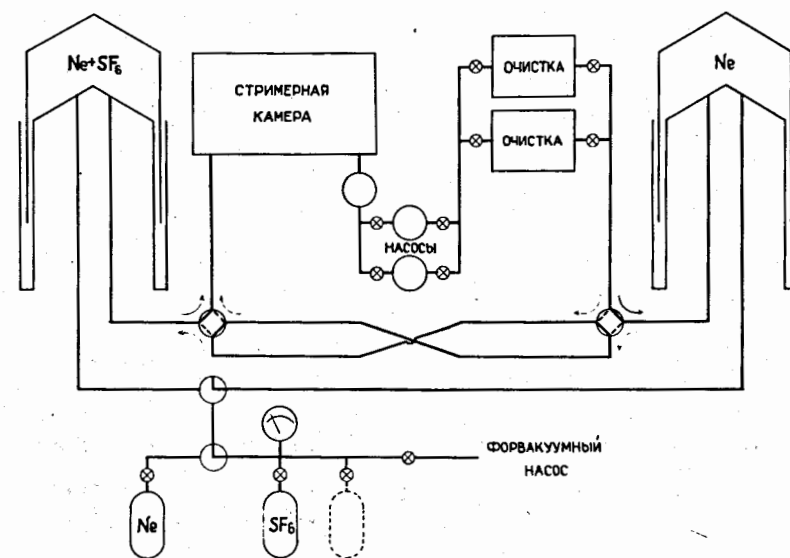 Ne+SF₆
СТРИМЕРНАЯ
КАМЕРА
ОЧИСТКА
ОЧИСТКА
Ne
НАСОСЫ
ФОРВАКУУМНЫЙ
НАСОС
Ne
SF₆